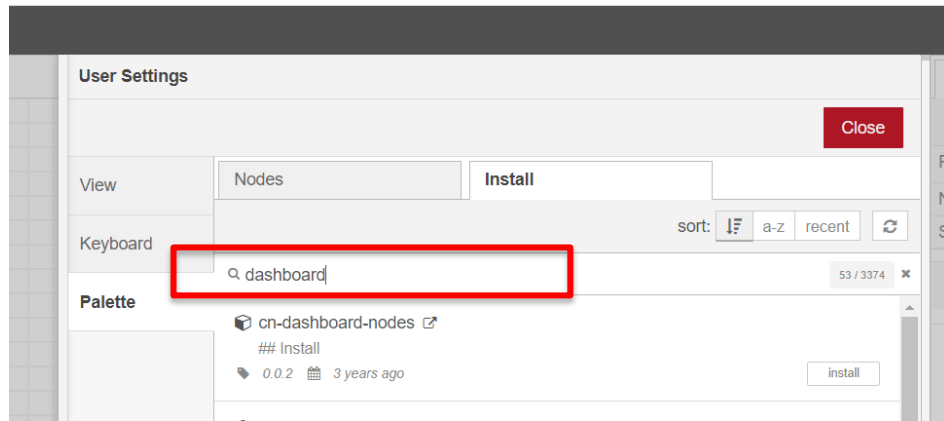 User Settings
Close
View
Nodes
Install
sort:
a-z
recent
Keyboard
dashboard
53 / 3374
Palette
cn-dashboard-nodes
## Install
0.0.2
3 years ago
install